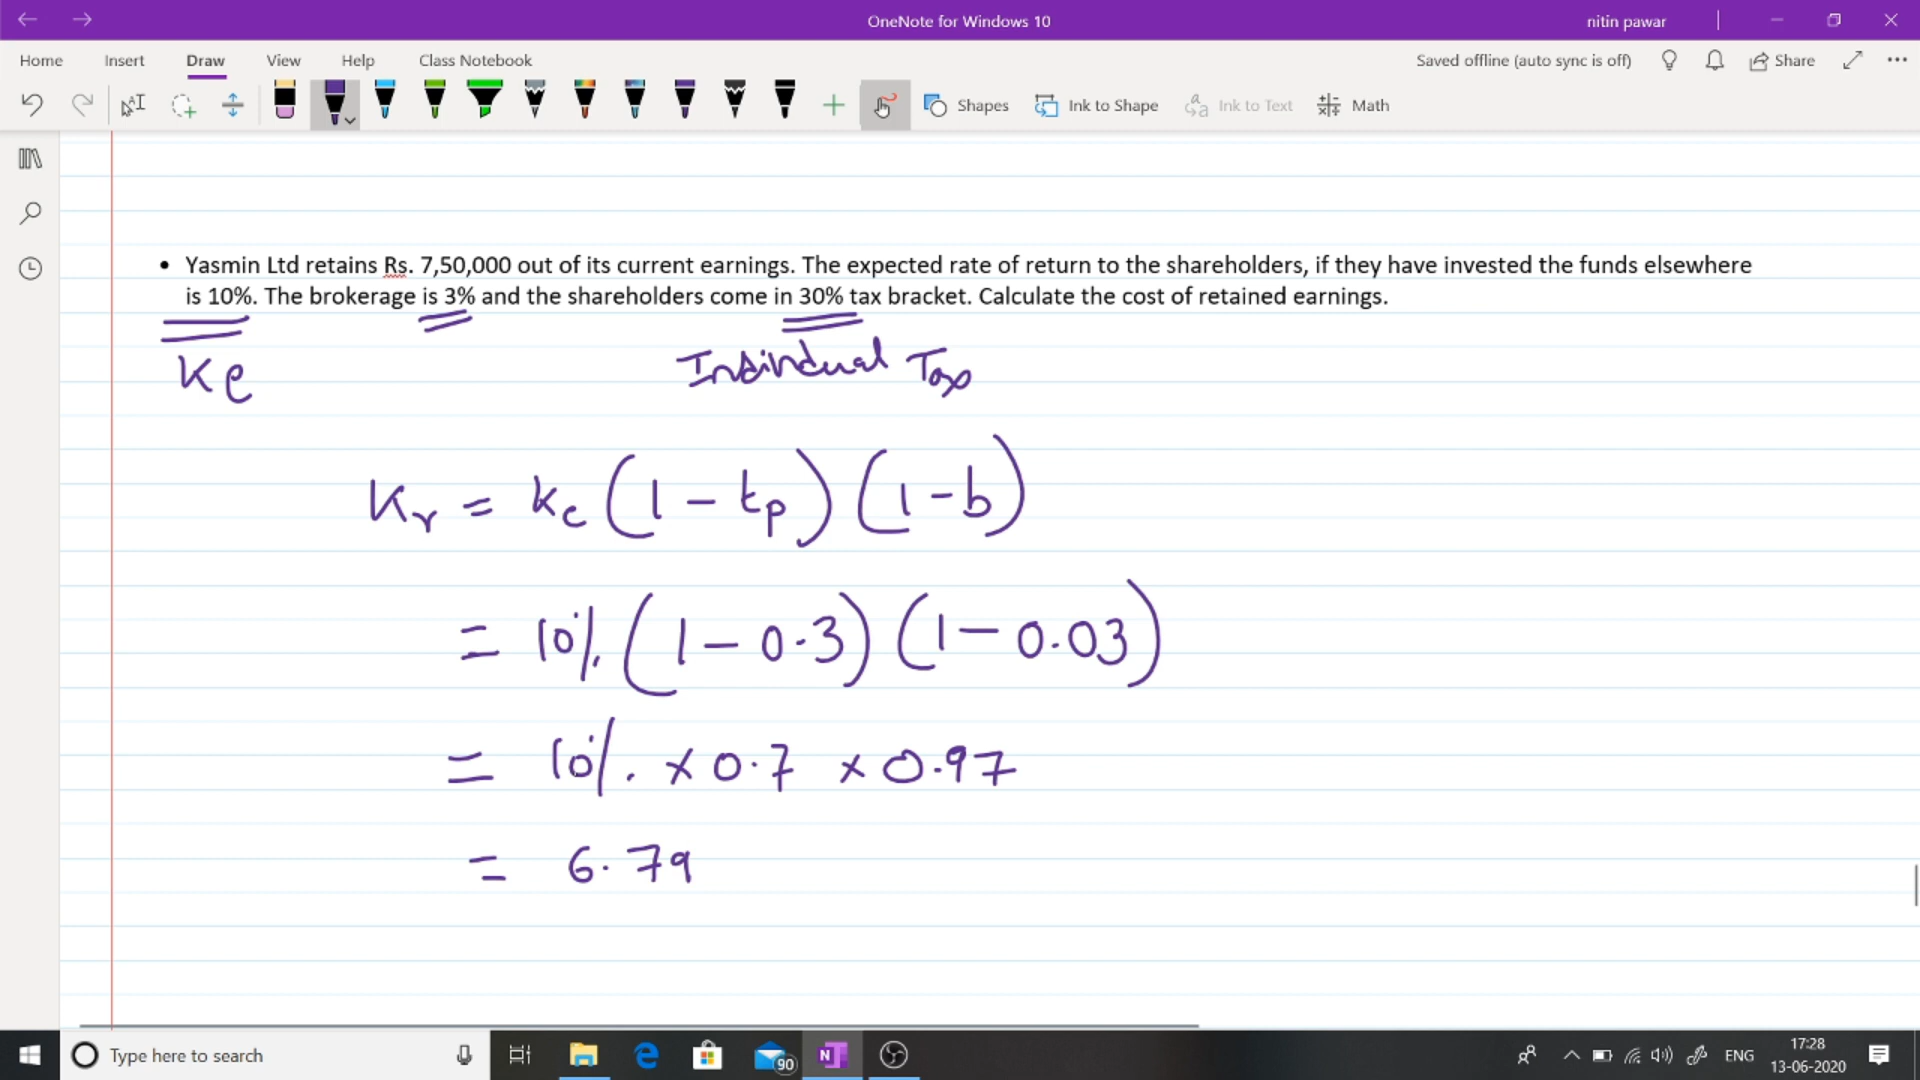 OneNote for Windows 10
nitin pawar
Home Insert Draw View Help Class Notebook
Saved offline (auto sync is off) Share
Shapes Ink to Shape Ink to Text Math
• Yasmin Ltd retains Rs. 7,50,000 out of its current earnings. The expected rate of return to the shareholders, if they have invested the funds elsewhere
is 10%. The brokerage is 3% and the shareholders come in 30% tax bracket. Calculate the cost of retained earnings.
Ke
Individual Tax
Kr = ke (1 - tp) (1 - b)
= 10% (1 - 0.3) (1 - 0.03)
= 10% × 0.7 × 0.97
= 6.79
Type here to search
90
ENG
17:28
13-06-2020